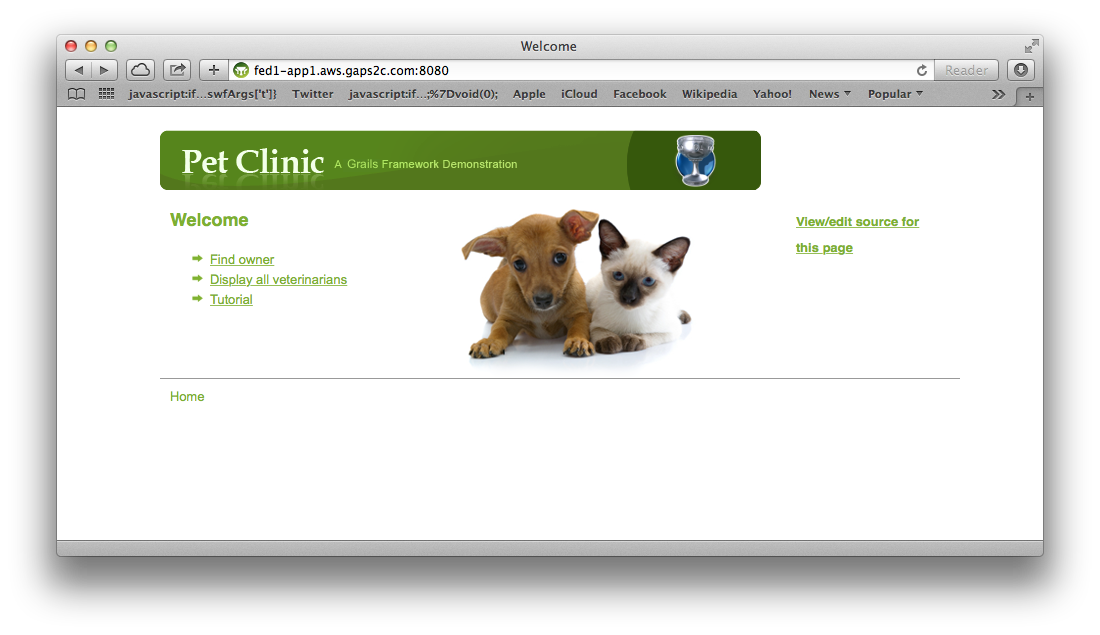 Welcome
fed1-app1.aws.gaps2c.com:8080
Reader
javascript:if...swfArgs['t']} Twitter javascript:if...;%7Dvoid(0); Apple iCloud Facebook Wikipedia Yahoo! News Popular
Pet Clinic A Grails Framework Demonstration
Welcome
Find owner
Display all veterinarians
Tutorial
View/edit source for
this page
Home